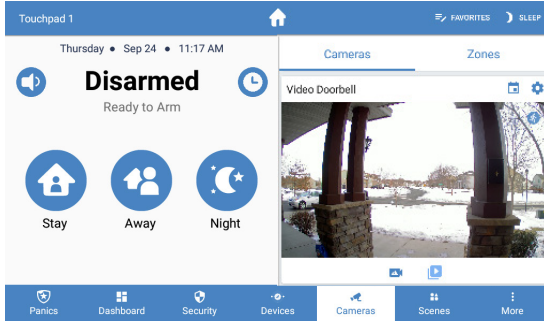 Touchpad 1
FAVORITES
SLEEP
Thursday ● Sep 24 ● 11:17 AM
Disarmed
Ready to Arm
Stay
Away
Night
Cameras
Zones
Video Doorbell
Panics
Dashboard
Security
Devices
Cameras
Scenes
More